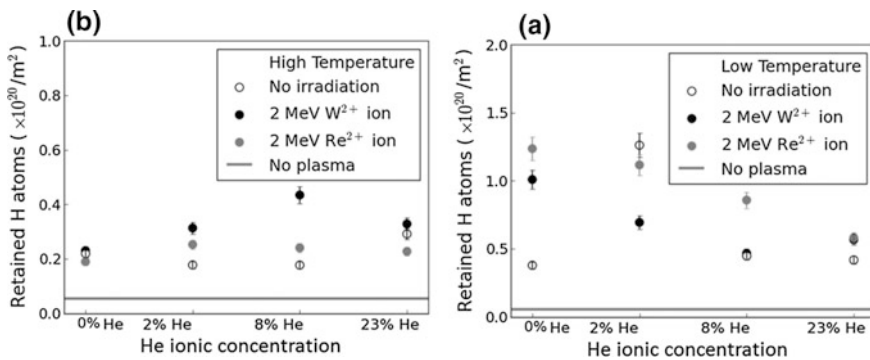 (b)
1.0
0.8
0.6
0.4
0.2
0.0
Retained H atoms ( ×10²⁰/m²)
High Temperature
No irradiation
2 MeV W²⁺ ion
2 MeV Re²⁺ ion
No plasma
0% He 2% He 8% He 23% He
He ionic concentration
(a)
2.0
1.5
1.0
0.5
0.0
Retained H atoms ( ×10²⁰/m²)
Low Temperature
No irradiation
2 MeV W²⁺ ion
2 MeV Re²⁺ ion
No plasma
0% He 2% He 8% He 23% He
He ionic concentration